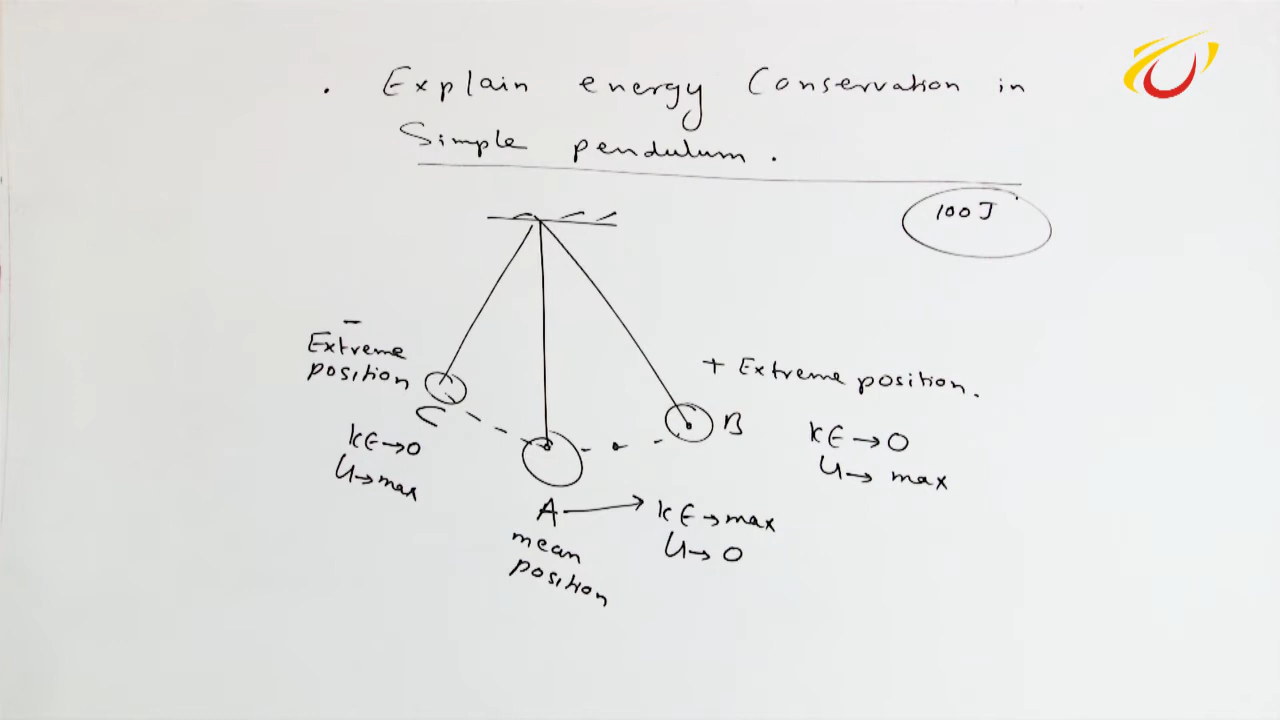 . Explain energy Conservation in
Simple pendulum.
100J
- Extreme
position
C
KE→0
U→max
+ Extreme position.
B
KE→0
U→max
A → KE→max
U→0
mean
position